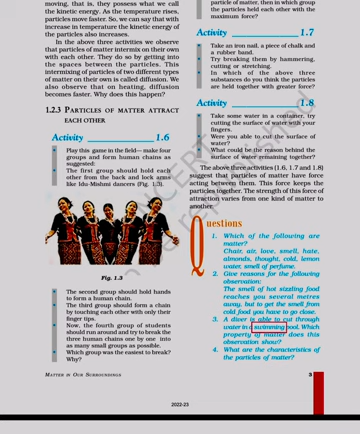 moving, that is, they possess what we call
the kinetic energy. As the temperature rises,
particles move faster. So, we can say that with
increase in temperature the kinetic energy of
the particles also increases.
In the above three activities we observe
that particles of matter intermix on their own
with each other. They do so by getting into
the spaces between the particles. This
intermixing of particles of two different types
of matter on their own is called diffusion. We
also observe that on heating, diffusion
becomes faster. Why does this happen?
1.2.3 PARTICLES OF MATTER ATTRACT
EACH OTHER
Activity 1.6
• Play this game in the field— make four
groups and form human chains as
suggested:
• The first group should hold each
other from the back and lock arms
like Idu-Mishmi dancers (Fig. 1.3).
Fig. 1.3
• The second group should hold hands
to form a human chain.
• The third group should form a chain
by touching each other with only their
finger tips.
• Now, the fourth group of students
should run around and try to break the
three human chains one by one into
as many small groups as possible.
• Which group was the easiest to break?
Why?
particle of matter, then in which group
the particles held each other with the
maximum force?
Activity 1.7
• Take an iron nail, a piece of chalk and
a rubber band.
• Try breaking them by hammering,
cutting or stretching.
• In which of the above three
substances do you think the particles
are held together with greater force?
Activity 1.8
• Take some water in a container, try
cutting the surface of water with your
fingers.
• Were you able to cut the surface of
water?
• What could be the reason behind the
surface of water remaining together?
The above three activities (1.6, 1.7 and 1.8)
suggest that particles of matter have force
acting between them. This force keeps the
particles together. The strength of this force of
attraction varies from one kind of matter to
another.
Questions
1. Which of the following are
matter?
Chair, air, love, smell, hate,
almonds, thought, cold, lemon
water, smell of perfume.
2. Give reasons for the following
observation:
The smell of hot sizzling food
reaches you several metres
away, but to get the smell from
cold food you have to go close.
3. A diver is able to cut through
water in a swimming pool. Which
property of matter does this
observation show?
4. What are the characteristics of
the particles of matter?
MATTER IN OUR SURROUNDINGS 3
2022-23